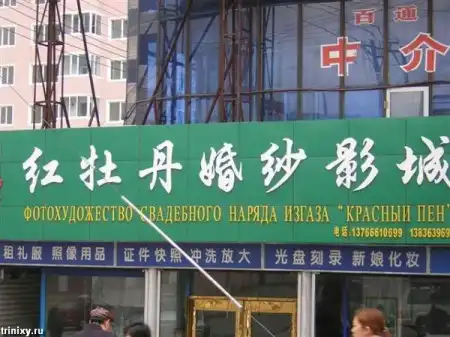 百通
中介
红牡丹婚纱影城
ФОТОХУДОЖЕСТВО СВАДЕБНОГО НАРЯДА ИЗГАЗА "КРАСНЫЙ ПЕН"
电话:13766610699 13836969
租礼服 照像用品 证件快照 冲洗放大 光盘刻录 新娘化妆
trinixy.ru